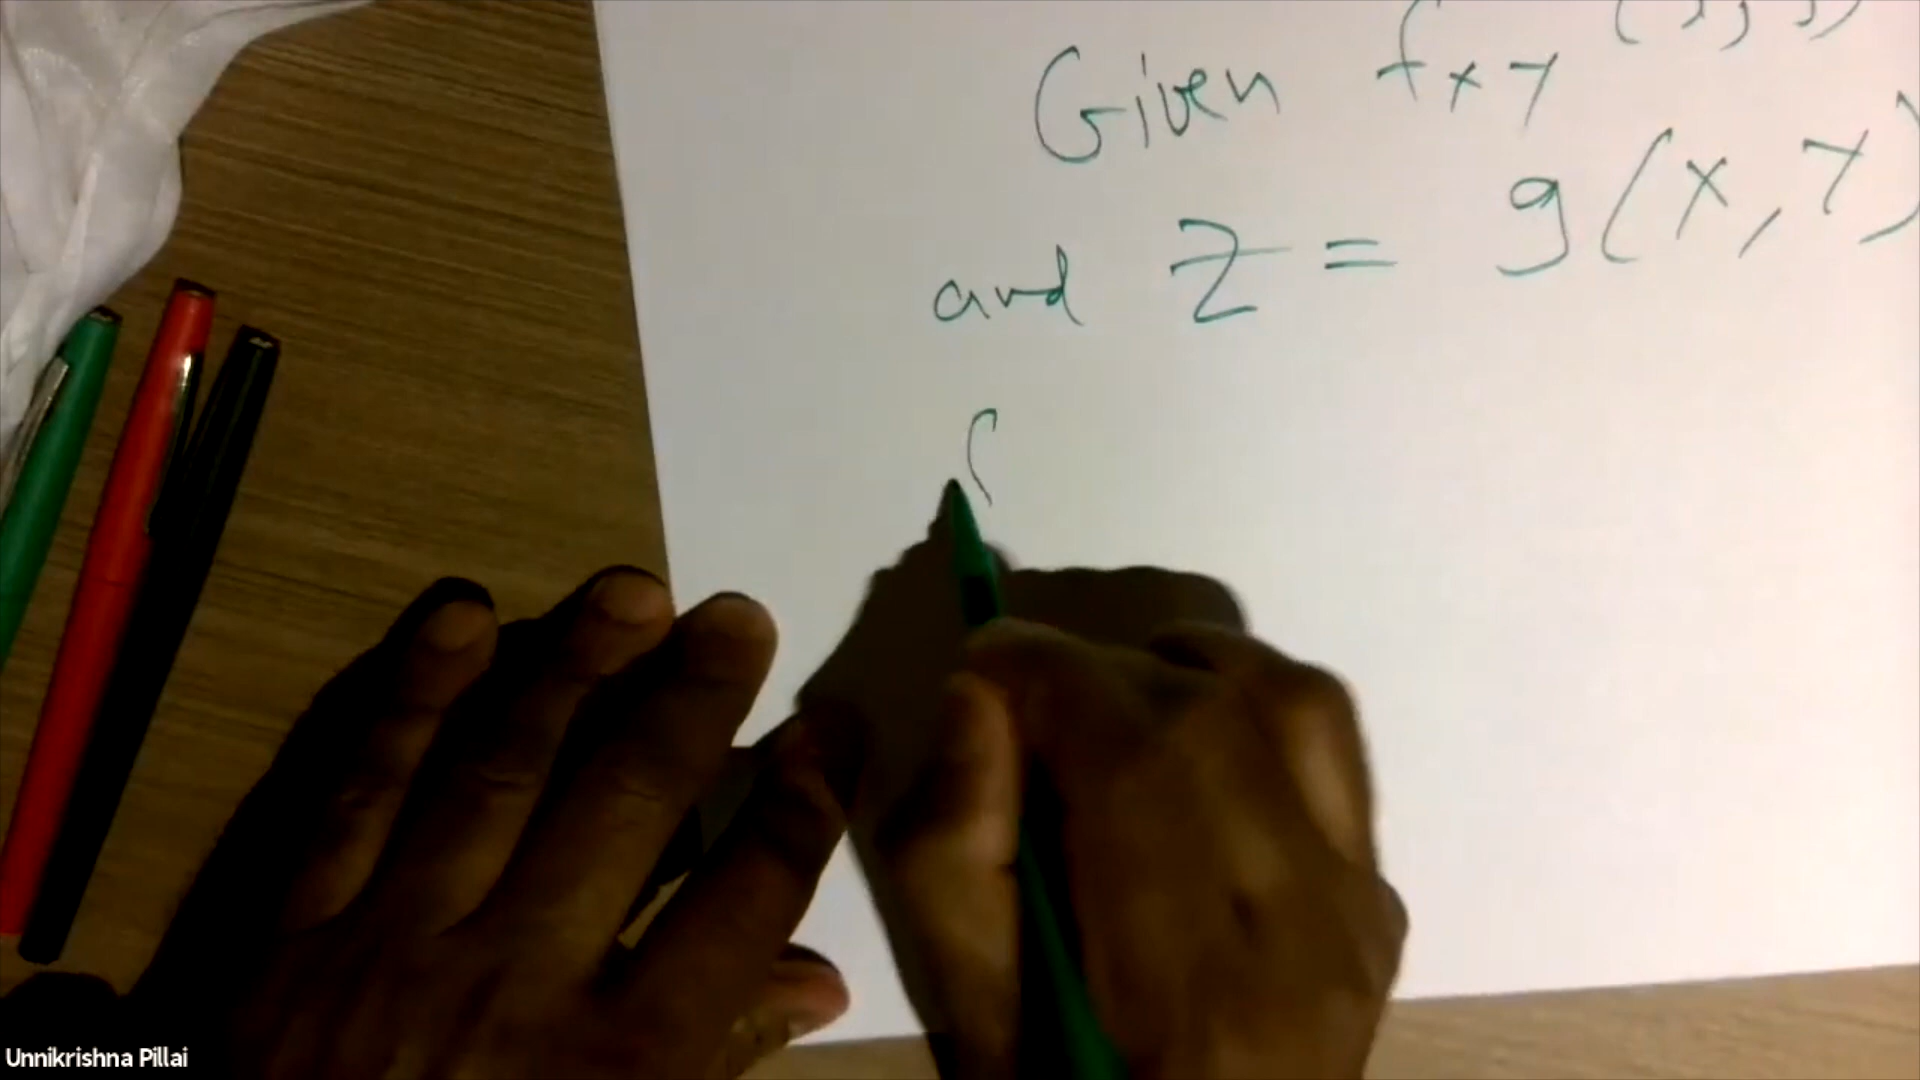 Given fxy
and Z = g(x,y)
Unnikrishna Pillai